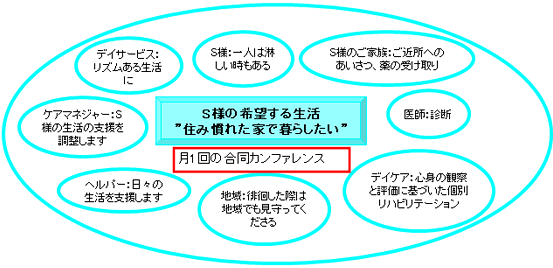 デイサービス:
リズムある生活
に
S様:一人は淋
しい時もある
S様のご家族:ご近所への
あいさつ、薬の受け取り
ケアマネジャー:S
様の生活の支援を
調整します
S様の希望する生活
"住み慣れた家で暮らしたい"
医師:診断
月1回の合同カンファレンス
ヘルパー:日々の
生活を支援します
地域:徘徊した際は
地域でも見守ってく
ださる
デイケア:心身の観察
と評価に基づいた個別
リハビリテーション